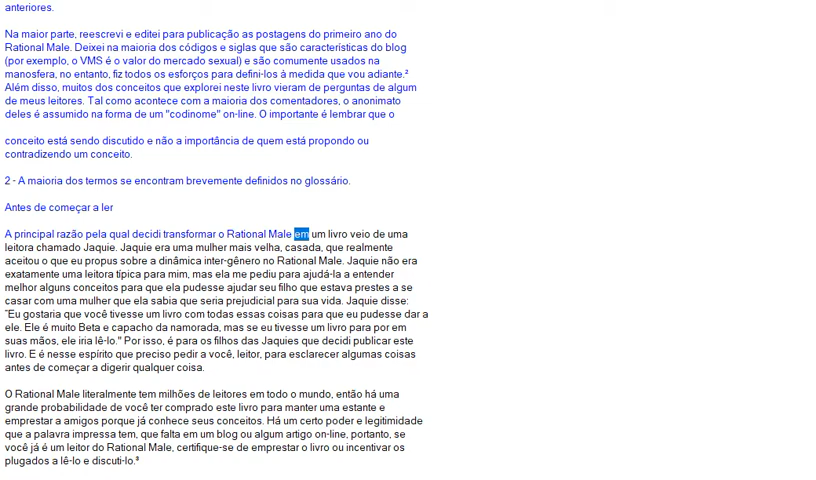 anteriores.
Na maior parte, reescrevi e editei para publicação as postagens do primeiro ano do
Rational Male. Deixei na maioria dos códigos e siglas que são características do blog
(por exemplo, o VMS é o valor do mercado sexual) e são comumente usados na
manosfera, no entanto, fiz todos os esforços para defini-los à medida que vou adiante.²
Além disso, muitos dos conceitos que explorei neste livro vieram de perguntas de algum
de meus leitores. Tal como acontece com a maioria dos comentadores, o anonimato
deles é assumido na forma de um "codinome" on-line. O importante é lembrar que o
conceito está sendo discutido e não a importância de quem está propondo ou
contradizendo um conceito.
2 - A maioria dos termos se encontram brevemente definidos no glossário.
Antes de começar a ler
A principal razão pela qual decidi transformar o Rational Male em um livro veio de uma
leitora chamado Jaquie. Jaquie era uma mulher mais velha, casada, que realmente
aceitou o que eu propus sobre a dinâmica inter-gênero no Rational Male. Jaquie não era
exatamente uma leitora típica para mim, mas ela me pediu para ajudá-la a entender
melhor alguns conceitos para que ela pudesse ajudar seu filho que estava prestes a se
casar com uma mulher que ela sabia que seria prejudicial para sua vida. Jaquie disse:
"Eu gostaria que você tivesse um livro com todas essas coisas para que eu pudesse dar a
ele. Ele é muito Beta e capacho da namorada, mas se eu tivesse um livro para por em
suas mãos, ele iria lê-lo." Por isso, é para os filhos das Jaquies que decidi publicar este
livro. E é nesse espírito que preciso pedir a você, leitor, para esclarecer algumas coisas
antes de começar a digerir qualquer coisa.
O Rational Male literalmente tem milhões de leitores em todo o mundo, então há uma
grande probabilidade de você ter comprado este livro para manter uma estante e
emprestar a amigos porque já conhece seus conceitos. Há um certo poder e legitimidade
que a palavra impressa tem, que falta em um blog ou algum artigo on-line, portanto, se
você já é um leitor do Rational Male, certifique-se de emprestar o livro ou incentivar os
plugados a lê-lo e discuti-lo.³